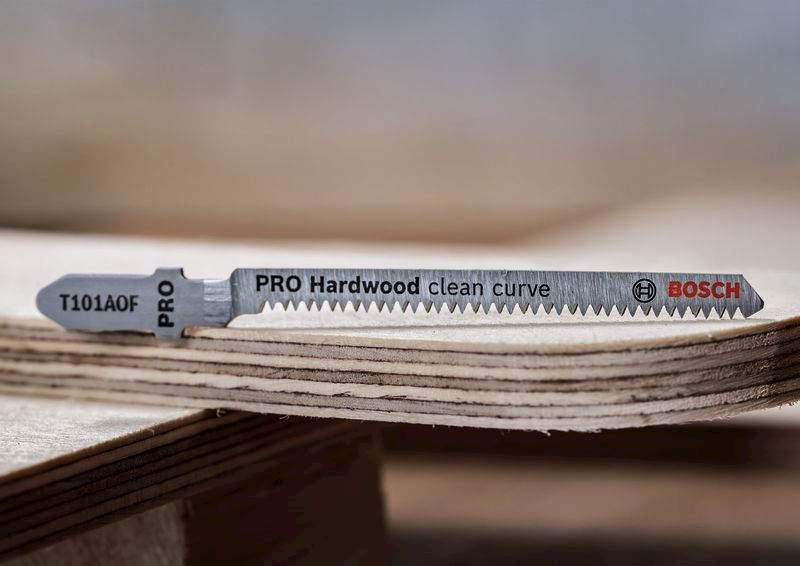 T101AOF
PRO
PRO Hardwood clean curve
BOSCH